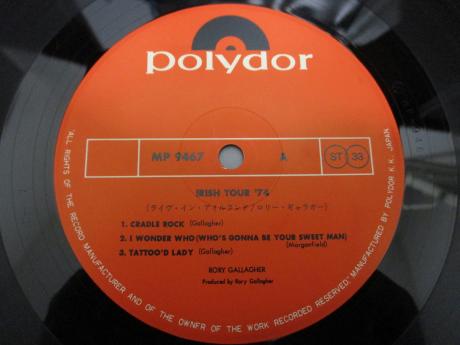 polydor
MP 9467 A ST 33
IRISH TOUR '74
(ライヴ・イン・アイルランド/ロリー・ギャラガー)
1. CRADLE ROCK (Gallagher)
2. I WONDER WHO (WHO'S GONNA BE YOUR SWEET MAN)
(Morganfield)
3. TATTOO'D LADY (Gallagher)
RORY GALLAGHER
Produced by Rory Gallagher
"ALL RIGHTS OF THE RECORD MANUFACTURER AND OF THE OWNER OF THE WORK RECORDED RESERVED" MANUFACTURED BY POLYDOR K.K. JAPAN